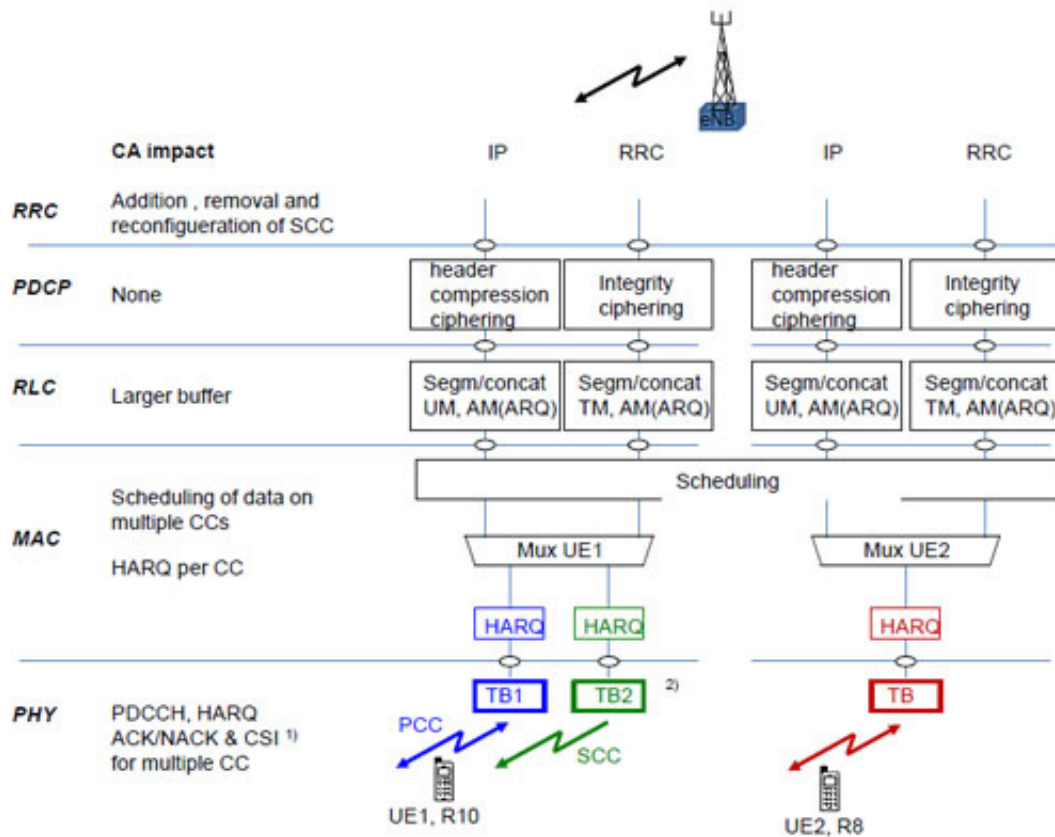 eNB
CA impact IP RRC IP RRC
RRC Addition , removal and
reconfigueration of SCC
PDCP None
header
compression
ciphering
Integrity
ciphering
header
compression
ciphering
Integrity
ciphering
RLC Larger buffer
Segm/concat
UM, AM(ARQ)
Segm/concat
TM, AM(ARQ)
Segm/concat
UM, AM(ARQ)
Segm/concat
TM, AM(ARQ)
Scheduling
MAC
Scheduling of data on
multiple CCs
HARQ per CC
Mux UE1 Mux UE2
HARQ HARQ HARQ
TB1 TB2 2) TB
PHY
PDCCH, HARQ
ACK/NACK & CSI 1)
for multiple CC
PCC
SCC
UE1, R10 UE2, R8